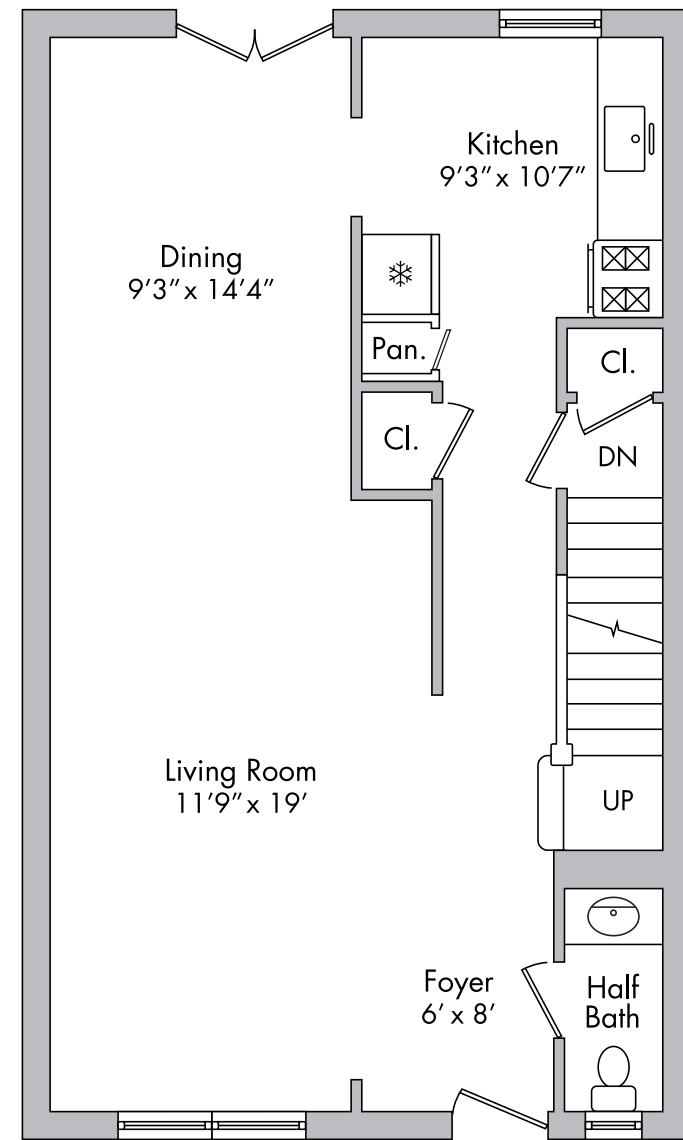 Kitchen
9'3” x 10'7”
Dining
9'3” x 14'4”
Pan.
Cl.
Cl.
DN
Living Room
11'9” x 19'
UP
Foyer
6' x 8'
Half
Bath